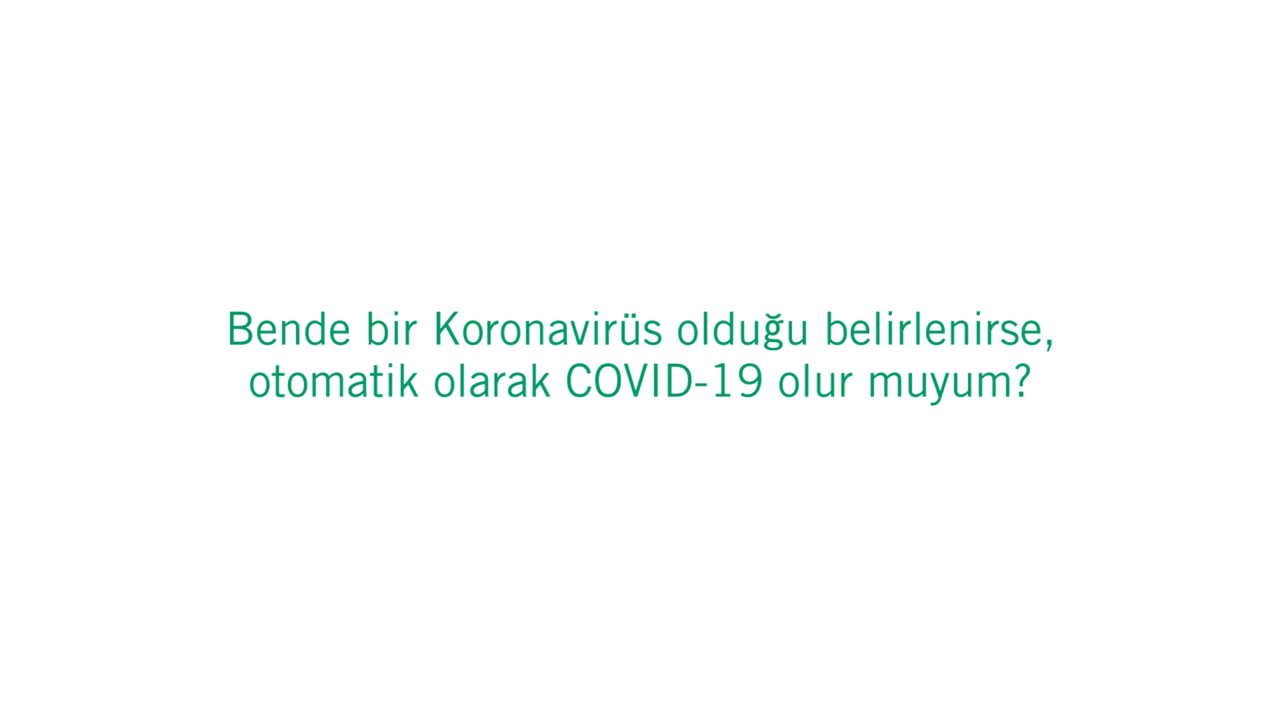 Bende bir Koronavirüs olduğu belirlenirse,
otomatik olarak COVID-19 olur muyum?